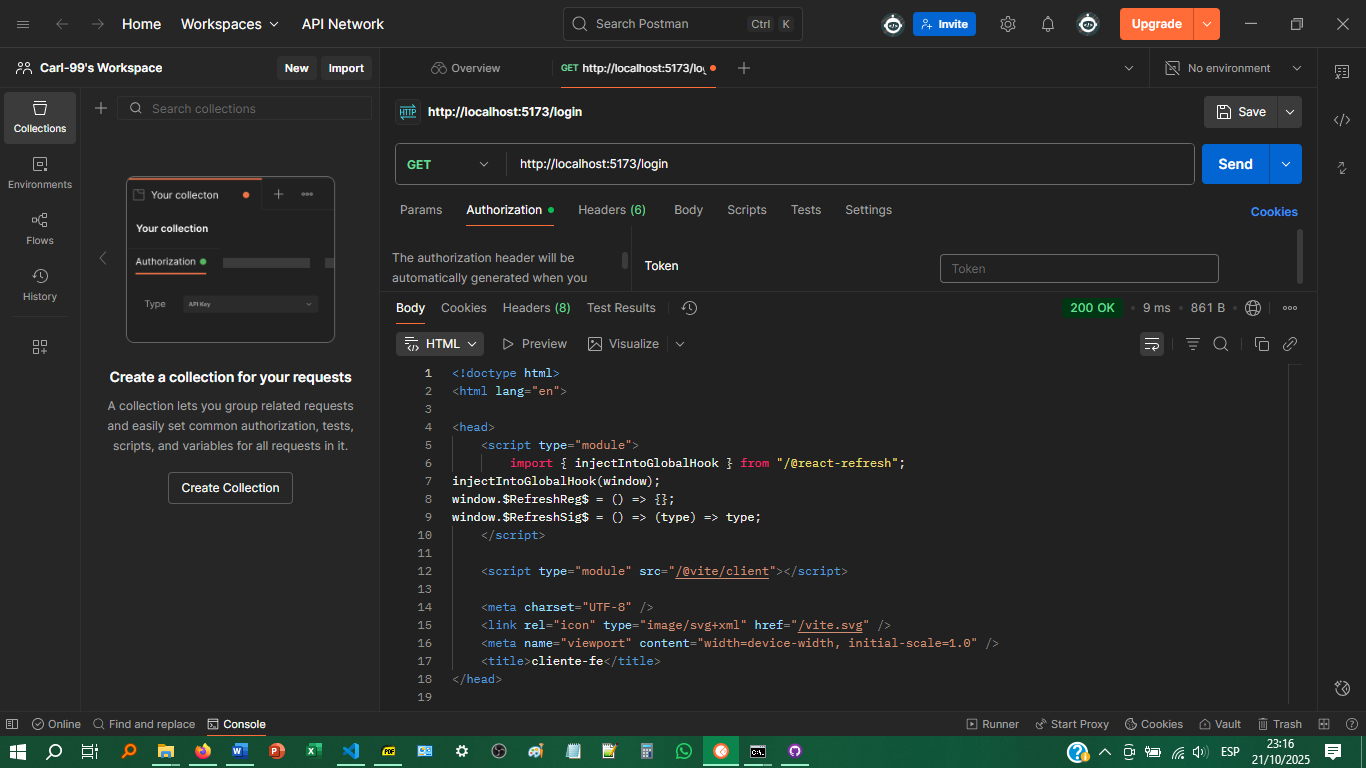 Home Workspaces API Network Search Postman Ctrl K Invite Upgrade
Carl-99's Workspace New Import Overview GET http://localhost:5173/log No environment
Collections
Environments
Flows
History
Search collections
Your collecton
Your collection
Authorization
Type API Key
Create a collection for your requests
A collection lets you group related requests
and easily set common authorization, tests,
scripts, and variables for all requests in it.
Create Collection
HTTP http://localhost:5173/login Save
GET http://localhost:5173/login Send
Params Authorization Headers (6) Body Scripts Tests Settings Cookies
The authorization header will be
automatically generated when you
Token Token
Body Cookies Headers (8) Test Results 200 OK • 9 ms • 861 B
HTML Preview Visualize
1 <!doctype html>
2 <html lang="en">
3
4 <head>
5 <script type="module">
6 import { injectIntoGlobalHook } from "/@react-refresh";
7 injectIntoGlobalHook(window);
8 window.$RefreshReg$ = () => {};
9 window.$RefreshSig$ = () => (type) => type;
10 </script>
11
12 <script type="module" src="/@vite/client"></script>
13
14 <meta charset="UTF-8" />
15 <link rel="icon" type="image/svg+xml" href="/vite.svg" />
16 <meta name="viewport" content="width=device-width, initial-scale=1.0" />
17 <title>cliente-fe</title>
18 </head>
19
Online Find and replace Console Runner Start Proxy Cookies Vault Trash
PDF ESP 23:16
21/10/2025